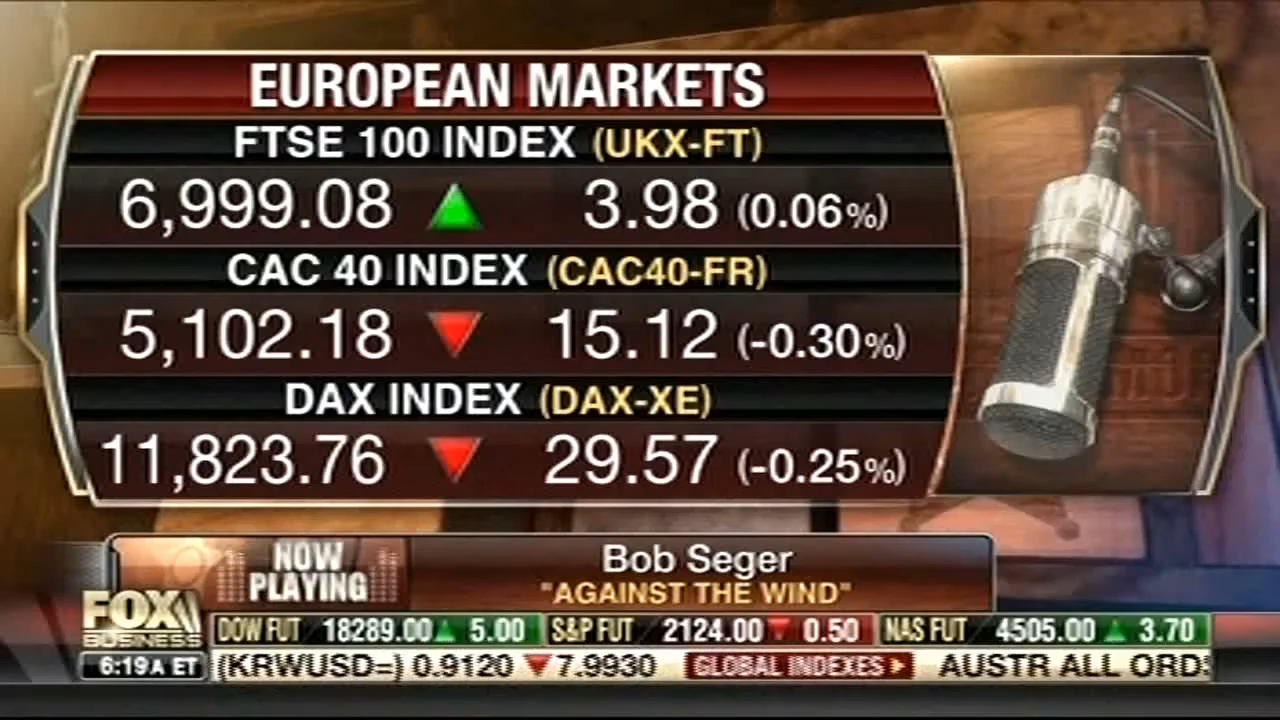 EUROPEAN MARKETS
FTSE 100 INDEX (UKX-FT)
6,999.08 ▲ 3.98 (0.06%)
CAC 40 INDEX (CAC40-FR)
5,102.18 ▼ 15.12 (-0.30%)
DAX INDEX (DAX-XE)
11,823.76 ▼ 29.57 (-0.25%)
NOW PLAYING
Bob Seger
"AGAINST THE WIND"
FOX BUSINESS
DOW FUT 18289.00 ▲ 5.00 S&P FUT 2124.00 ▼ 0.50 NAS FUT 4505.00 ▲ 3.70
6:19A ET (KRWUSD=) 0.9120 ▼7.9930 GLOBAL INDEXES ▶ AUSTR ALL ORD